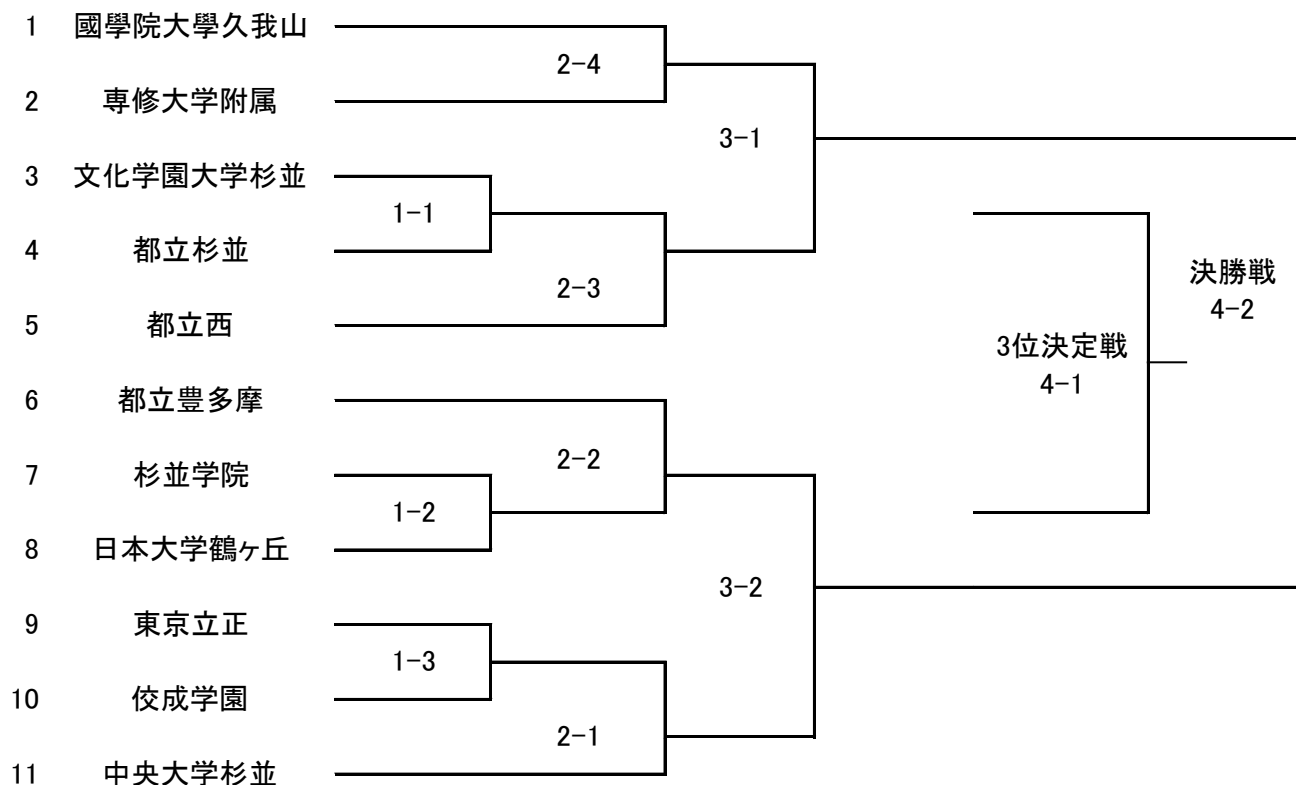 1 國學院大學久我山
2-4
2 専修大学附属
3-1
3 文化学園大学杉並
1-1
4 都立杉並
2-3
決勝戦
4-2
5 都立西
3位決定戦
4-1
6 都立豊多摩
2-2
7 杉並学院
1-2
8 日本大学鶴ヶ丘
3-2
9 東京立正
1-3
10 佼成学園
2-1
11 中央大学杉並